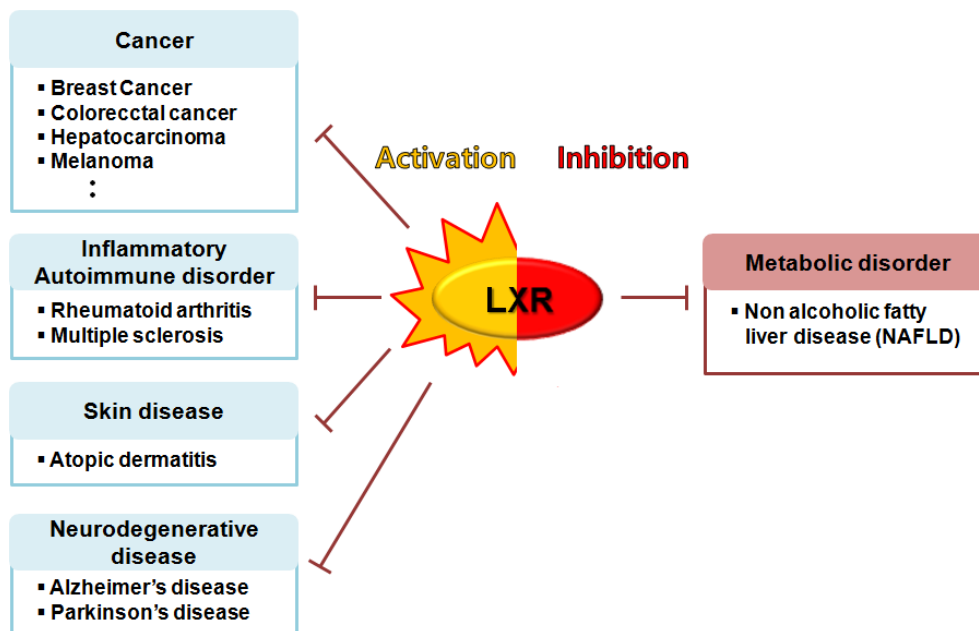 Cancer
▪ Breast Cancer
▪ Colorecctal cancer
▪ Hepatocarcinoma
▪ Melanoma
:
Activation
Inhibition
Inflammatory
Autoimmune disorder
▪ Rheumatoid arthritis
▪ Multiple sclerosis
LXR
Metabolic disorder
▪ Non alcoholic fatty
liver disease (NAFLD)
Skin disease
▪ Atopic dermatitis
Neurodegenerative
disease
▪ Alzheimer’s disease
▪ Parkinson’s disease